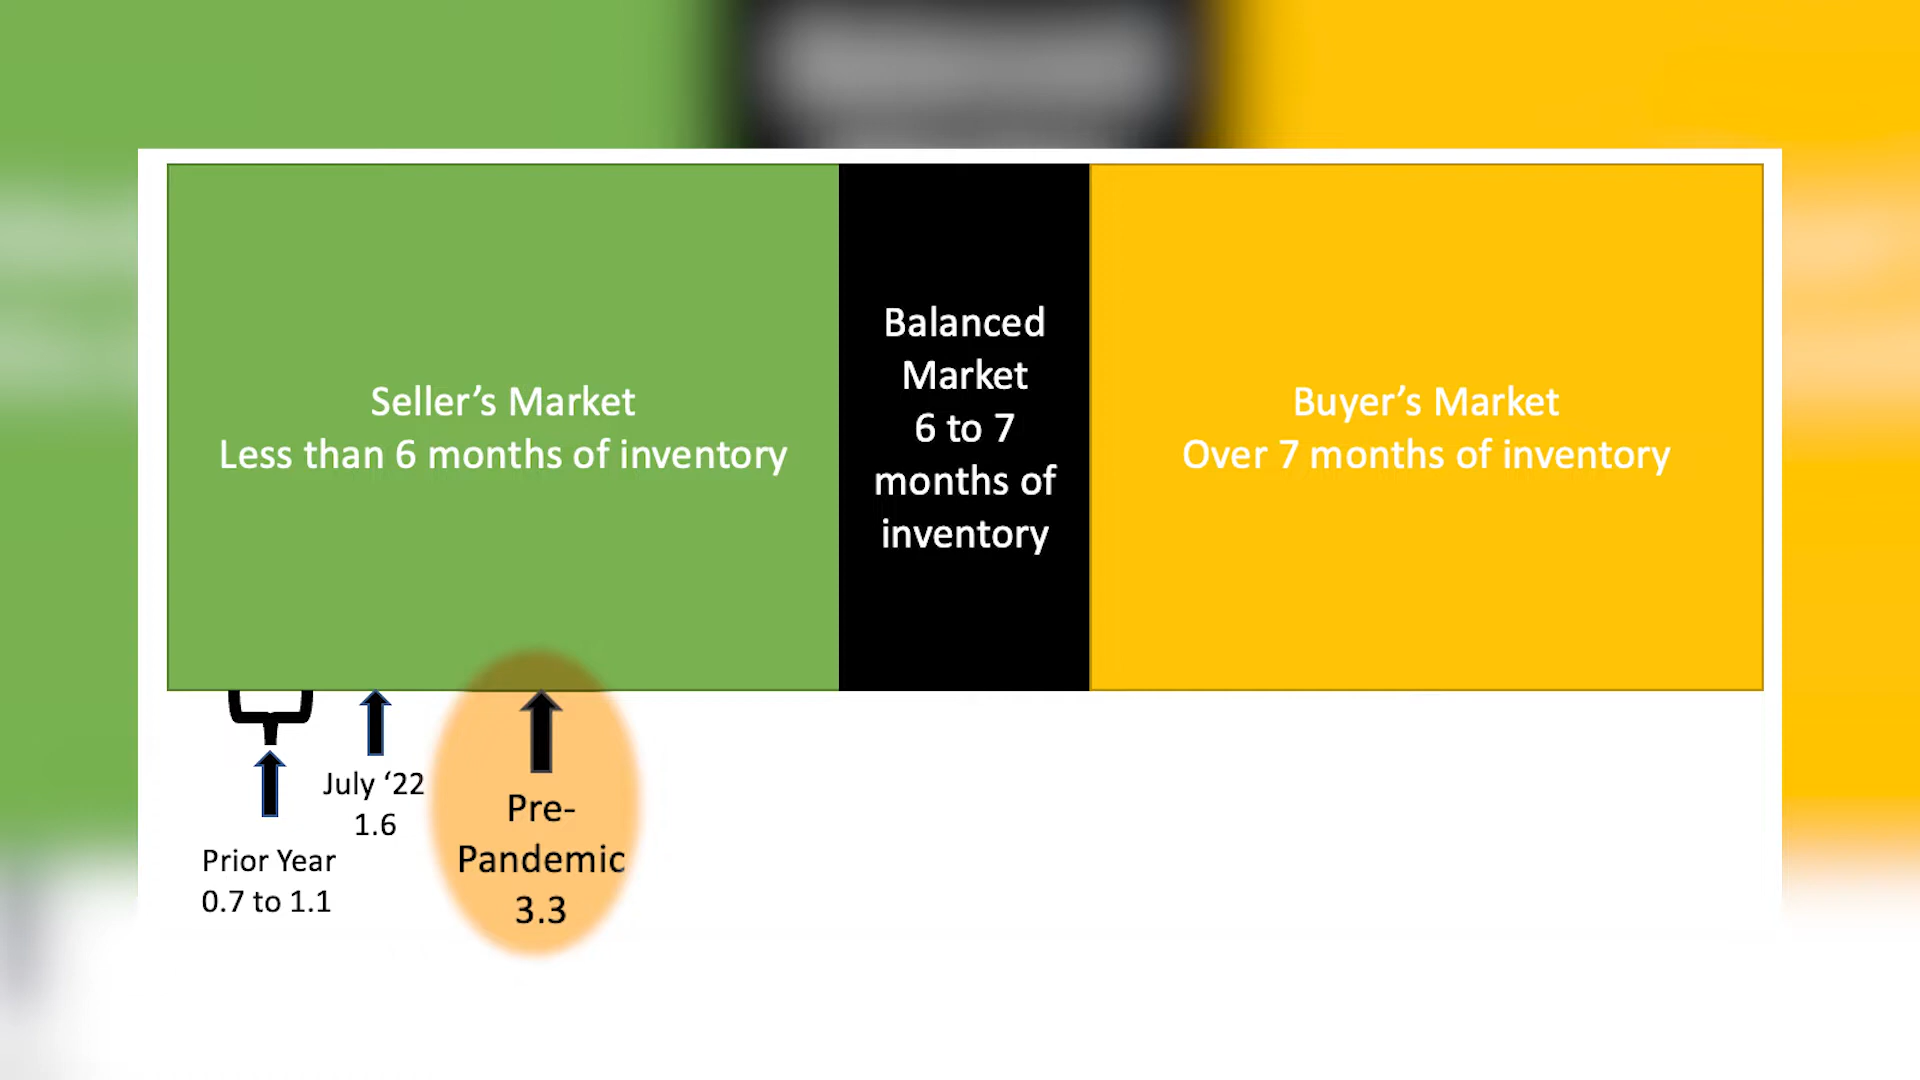 Seller’s Market
Less than 6 months of inventory
Balanced
Market
6 to 7
months of
inventory
Buyer’s Market
Over 7 months of inventory
Prior Year
0.7 to 1.1
July ‘22
1.6
Pre-
Pandemic
3.3